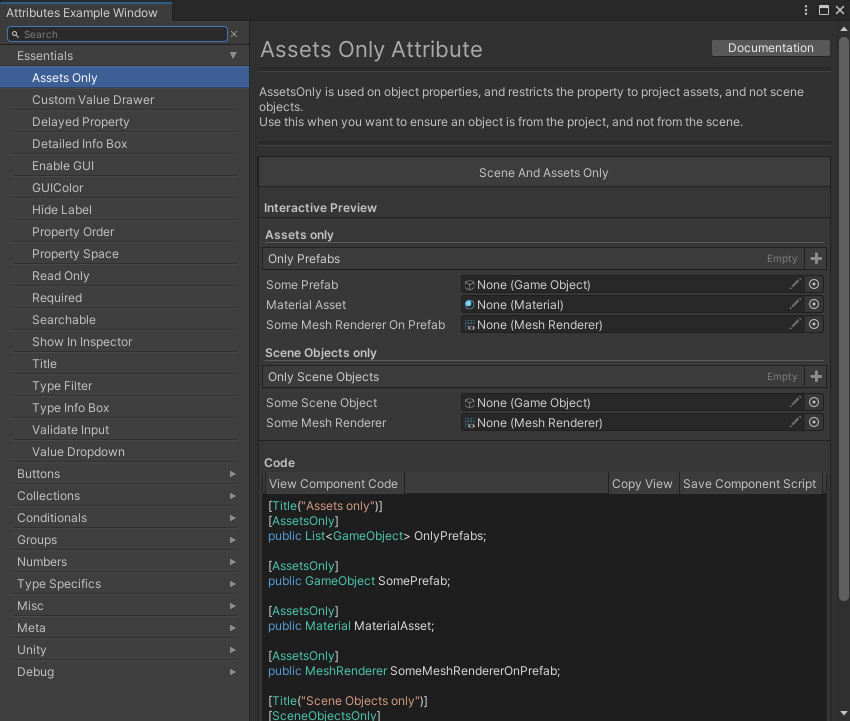 Attributes Example Window
Search
Essentials
Assets Only
Custom Value Drawer
Delayed Property
Detailed Info Box
Enable GUI
GUIColor
Hide Label
Property Order
Property Space
Read Only
Required
Searchable
Show In Inspector
Title
Type Filter
Type Info Box
Validate Input
Value Dropdown
Buttons
Collections
Conditionals
Groups
Numbers
Type Specifics
Misc
Meta
Unity
Debug
Assets Only Attribute
Documentation
AssetsOnly is used on object properties, and restricts the property to project assets, and not scene
objects.
Use this when you want to ensure an object is from the project, and not from the scene.
Scene And Assets Only
Interactive Preview
Assets only
Only Prefabs Empty
Some Prefab None (Game Object)
Material Asset None (Material)
Some Mesh Renderer On Prefab None (Mesh Renderer)
Scene Objects only
Only Scene Objects Empty
Some Scene Object None (Game Object)
Some Mesh Renderer None (Mesh Renderer)
Code
View Component Code Copy View Save Component Script
[Title("Assets only")]
[AssetsOnly]
public List<GameObject> OnlyPrefabs;
[AssetsOnly]
public GameObject SomePrefab;
[AssetsOnly]
public Material MaterialAsset;
[AssetsOnly]
public MeshRenderer SomeMeshRendererOnPrefab;
[Title("Scene Objects only")]
[SceneObjectsOnly]